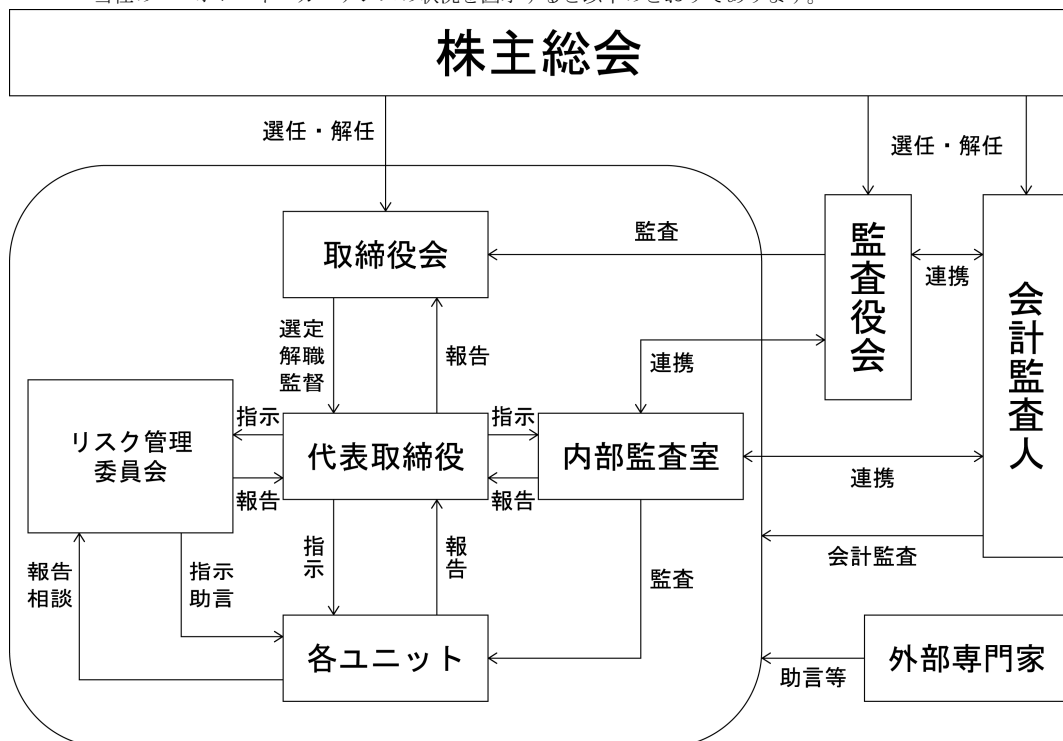 株主総会
選任・解任
選任・解任
取締役会
監査
監査役会
連携
会計監査人
選定
解職
監督
報告
連携
リスク管理
委員会
指示
報告
代表取締役
指示
報告
内部監査室
連携
会計監査
報告
相談
指示
助言
指示
報告
監査
各ユニット
助言等
外部専門家